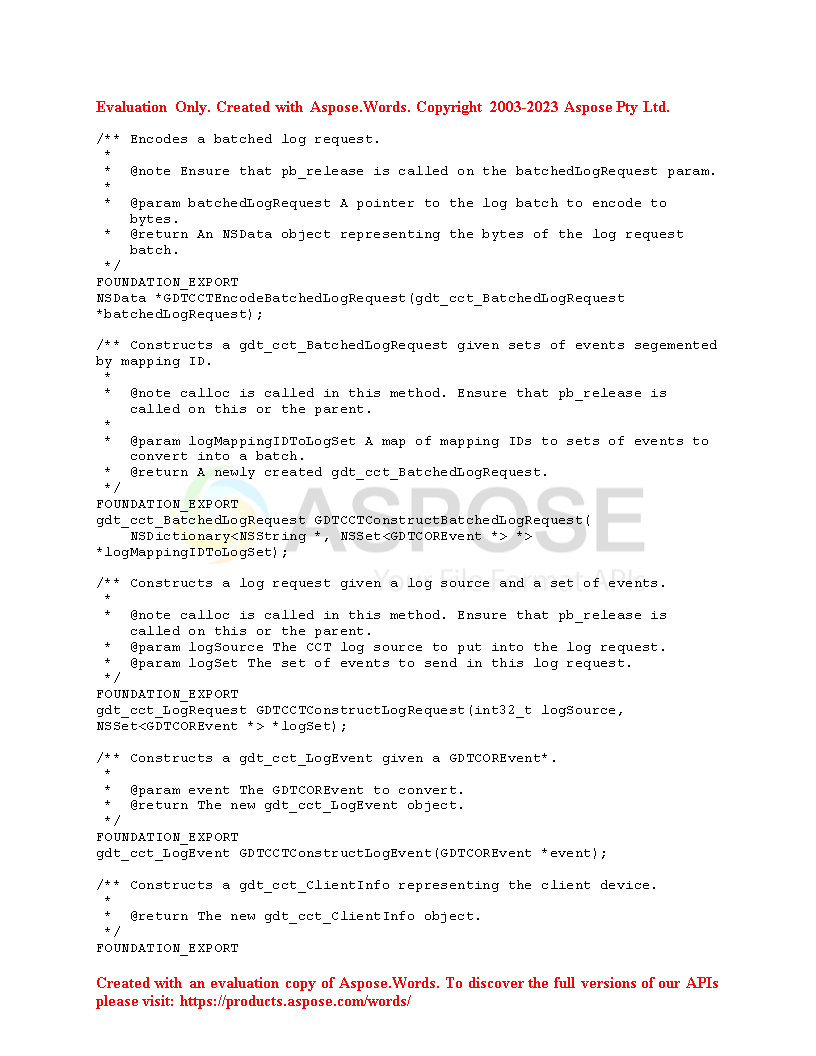 Evaluation Only. Created with Aspose.Words. Copyright 2003-2023 Aspose Pty Ltd.
/** Encodes a batched log request.
*
* @note Ensure that pb_release is called on the batchedLogRequest param.
*
* @param batchedLogRequest A pointer to the log batch to encode to
bytes.
* @return An NSData object representing the bytes of the log request
batch.
*/
FOUNDATION_EXPORT
NSData *GDTCCTEncodeBatchedLogRequest(gdt_cct_BatchedLogRequest
*batchedLogRequest);
/** Constructs a gdt_cct_BatchedLogRequest given sets of events segemented
by mapping ID.
*
* @note calloc is called in this method. Ensure that pb_release is
called on this or the parent.
*
* @param logMappingIDToLogSet A map of mapping IDs to sets of events to
convert into a batch.
* @return A newly created gdt_cct_BatchedLogRequest.
*/
FOUNDATION_EXPORT
gdt_cct_BatchedLogRequest GDTCCTConstructBatchedLogRequest(
NSDictionary<NSString *, NSSet<GDTCOREvent *> *>
*logMappingIDToLogSet);
ASPOSE
Your File Format APIs
/** Constructs a log request given a log source and a set of events.
*
* @note calloc is called in this method. Ensure that pb_release is
called on this or the parent.
* @param logSource The CCT log source to put into the log request.
* @param logSet The set of events to send in this log request.
*/
FOUNDATION_EXPORT
gdt_cct_LogRequest GDTCCTConstructLogRequest(int32_t logSource,
NSSet<GDTCOREvent *> *logSet);
/** Constructs a gdt_cct_LogEvent given a GDTCOREvent*.
*
* @param event The GDTCOREvent to convert.
* @return The new gdt_cct_LogEvent object.
*/
FOUNDATION_EXPORT
gdt_cct_LogEvent GDTCCTConstructLogEvent(GDTCOREvent *event);
/** Constructs a gdt_cct_ClientInfo representing the client device.
*
* @return The new gdt_cct_ClientInfo object.
*/
FOUNDATION_EXPORT
Created with an evaluation copy of Aspose.Words. To discover the full versions of our APIs
please visit: https://products.aspose.com/words/